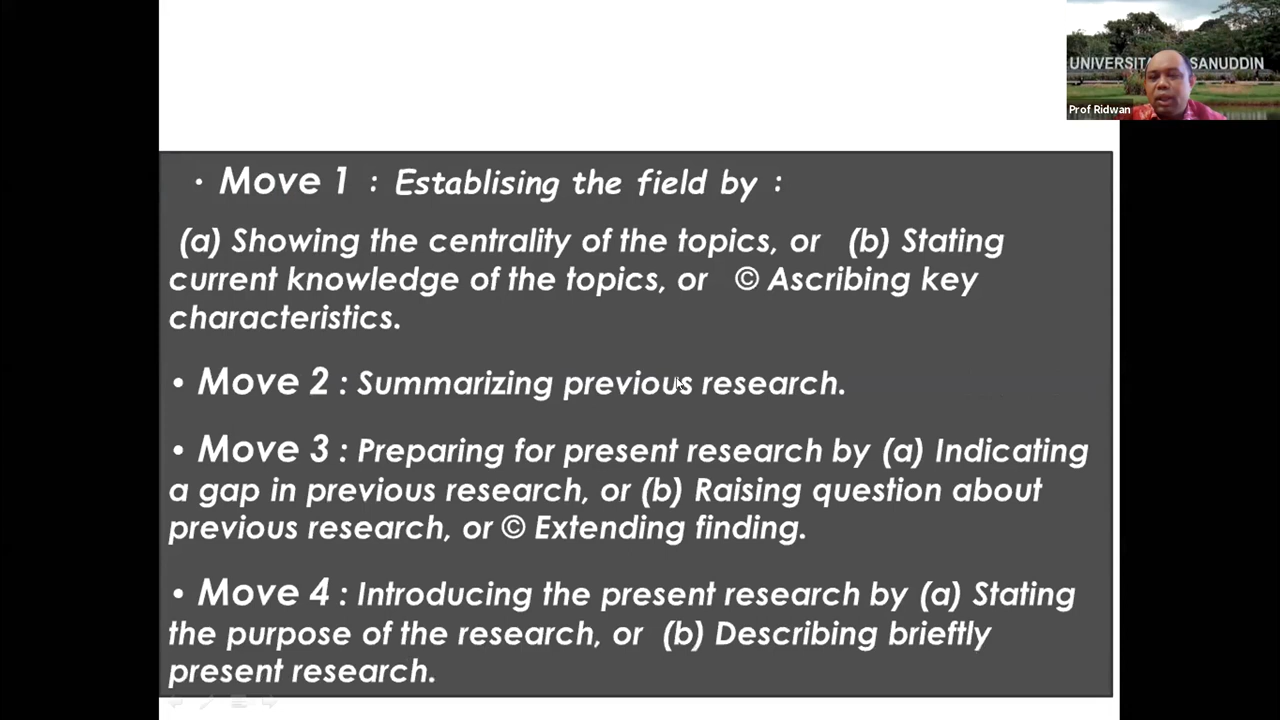 UNIVERSITA SANUDDIN
Prof Ridwan
• Move 1 : Establising the field by :
(a) Showing the centrality of the topics, or (b) Stating
current knowledge of the topics, or © Ascribing key
characteristics.
• Move 2 : Summarizing previous research.
• Move 3 : Preparing for present research by (a) Indicating
a gap in previous research, or (b) Raising question about
previous research, or © Extending finding.
• Move 4 : Introducing the present research by (a) Stating
the purpose of the research, or (b) Describing brieftly
present research.